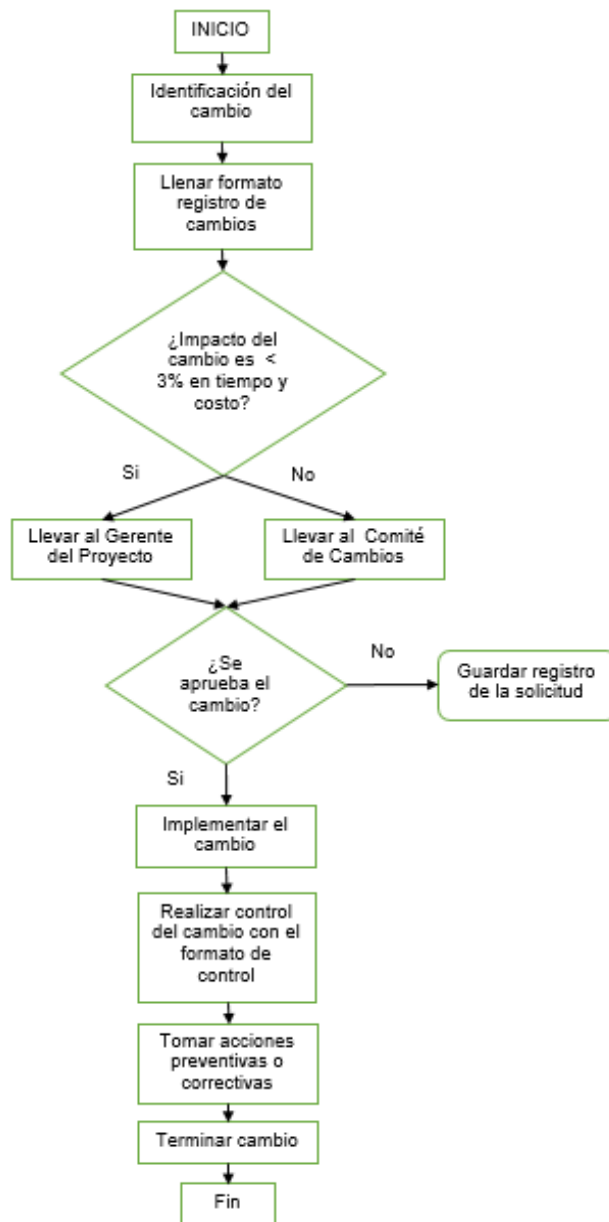 INICIO
Identificación del
cambio
Llenar formato
registro de
cambios
¿Impacto del
cambio es <
3% en tiempo y
costo?
Si
No
Llevar al Gerente
del Proyecto
Llevar al Comité
de Cambios
¿Se
aprueba el
cambio?
No
Guardar registro
de la solicitud
Si
Implementar el
cambio
Realizar control
del cambio con el
formato de
control
Tomar acciones
preventivas o
correctivas
Terminar cambio
Fin